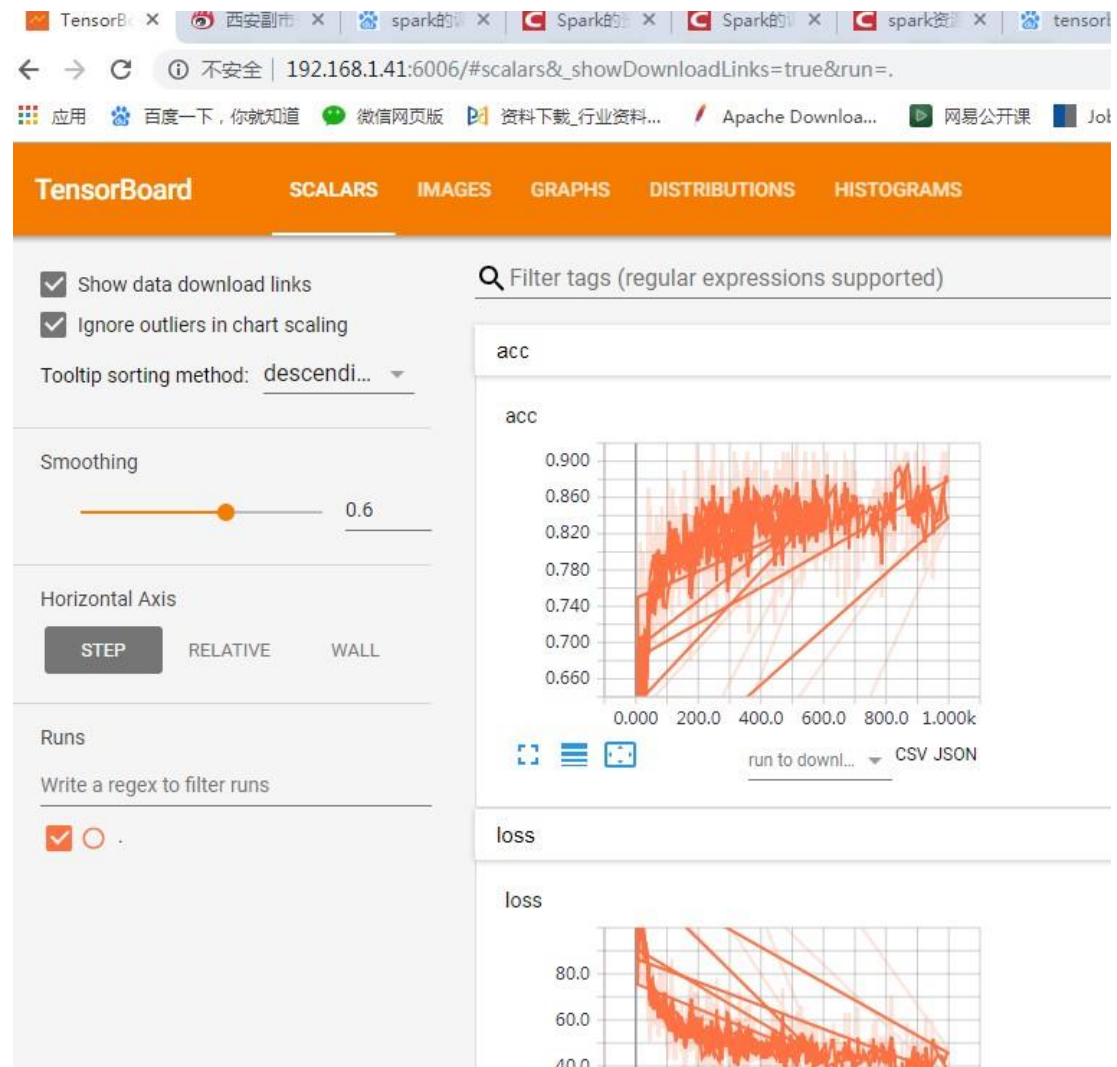 TensorBo
西安副市
spark的
Spark的
Spark的
spark资
tensorb
不安全 | 192.168.1.41:6006/#scalars&_showDownloadLinks=true&run=.
应用 百度一下，你就知道 微信网页版 资料下载_行业资料... Apache Downloa... 网易公开课 Job
TensorBoard SCALARS IMAGES GRAPHS DISTRIBUTIONS HISTOGRAMS
Show data download links
Ignore outliers in chart scaling
Tooltip sorting method: descendi...
Smoothing
0.6
Horizontal Axis
STEP RELATIVE WALL
Runs
Write a regex to filter runs
.
Filter tags (regular expressions supported)
acc
acc
0.900
0.860
0.820
0.780
0.740
0.700
0.660
0.000 200.0 400.0 600.0 800.0 1.000k
run to downl... CSV JSON
loss
loss
80.0
60.0
40.0